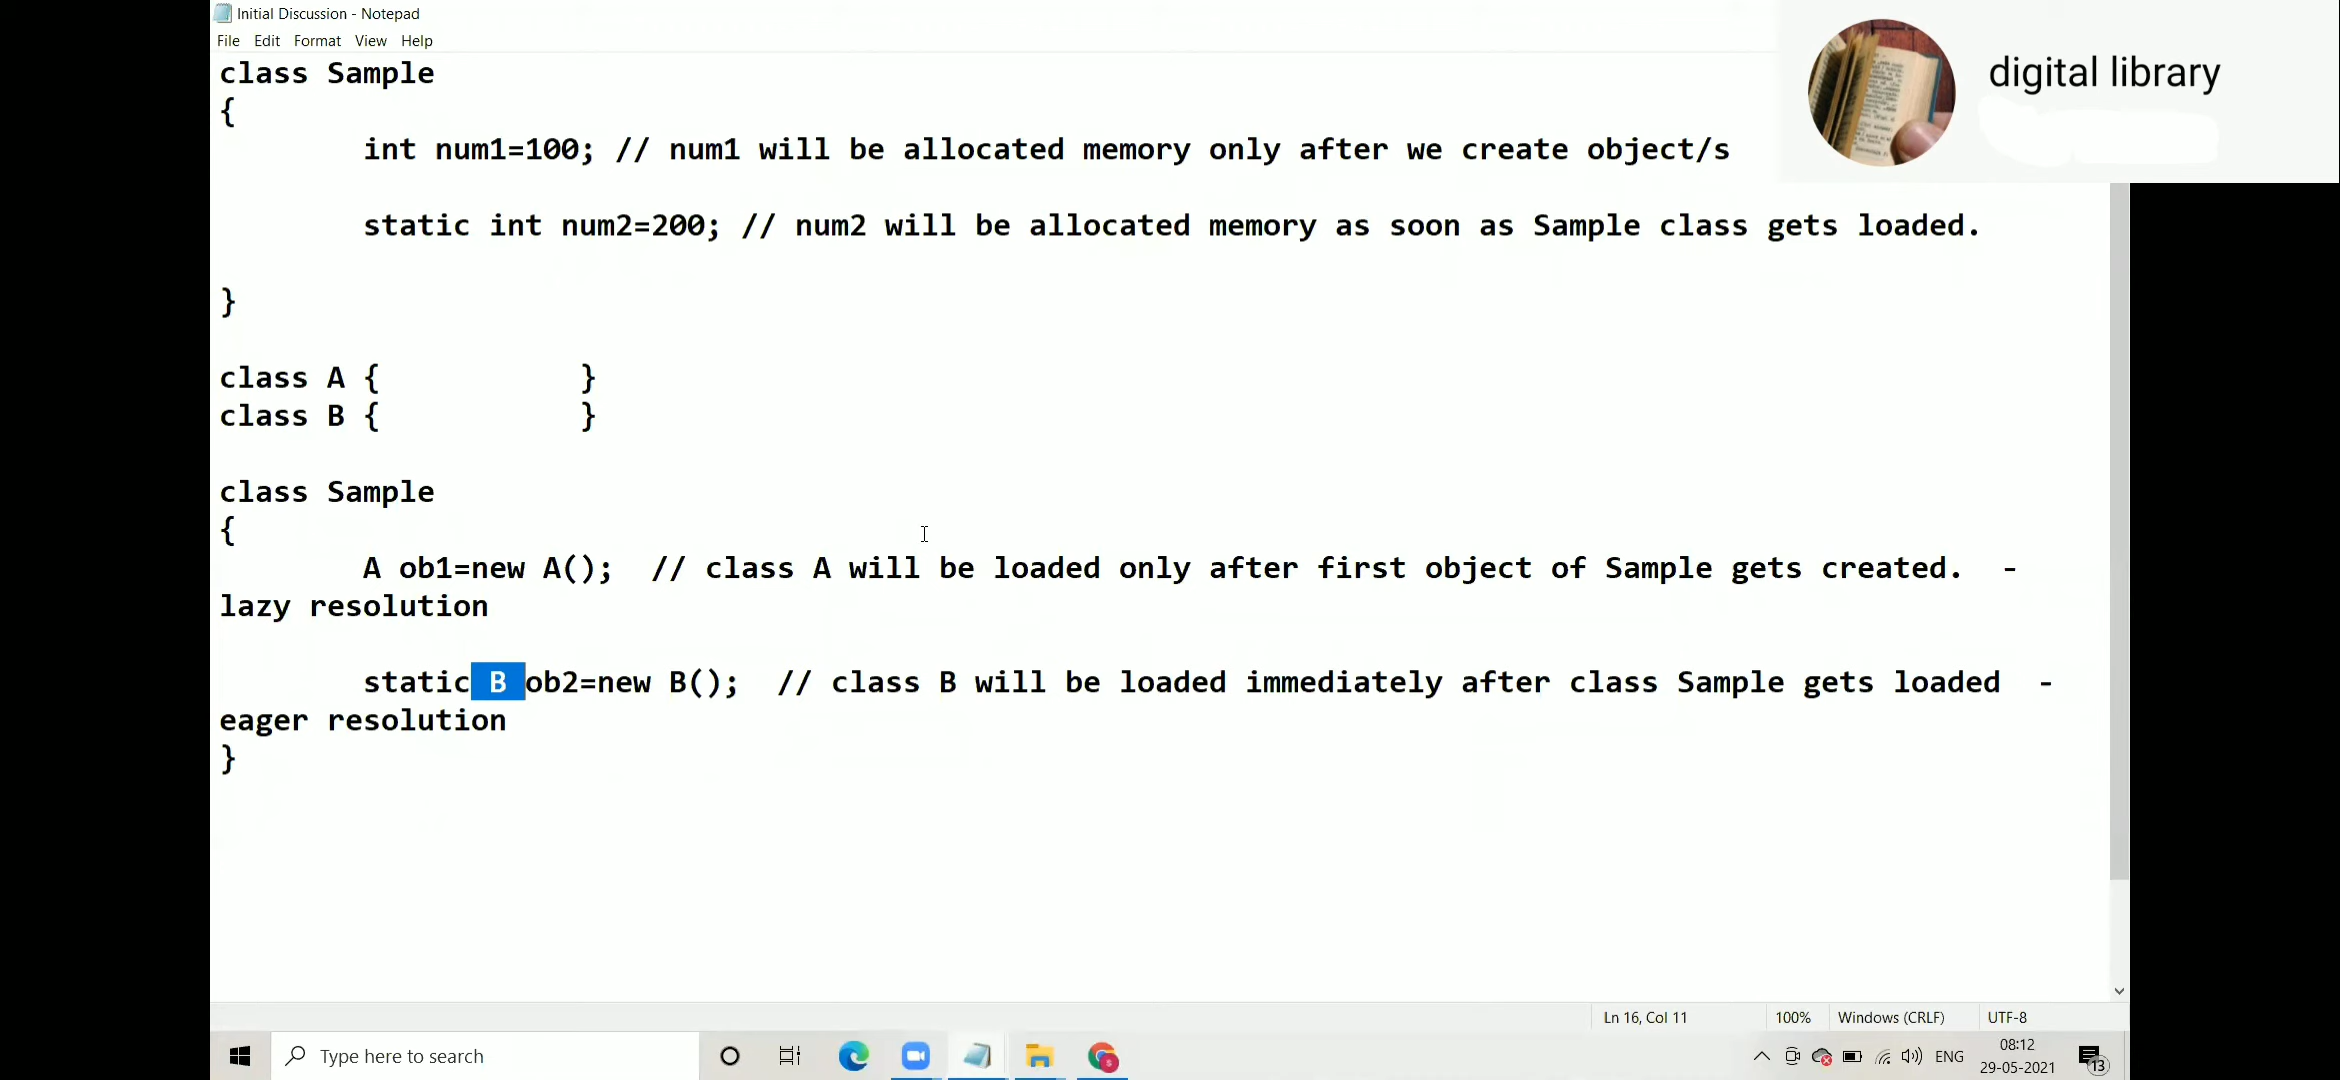 Initial Discussion - Notepad
File Edit Format View Help
digital library
class Sample
{
int num1=100; // num1 will be allocated memory only after we create object/s
static int num2=200; // num2 will be allocated memory as soon as Sample class gets loaded.
}
class A { }
class B { }
class Sample
{
A ob1=new A(); // class A will be loaded only after first object of Sample gets created. -
lazy resolution
static B ob2=new B(); // class B will be loaded immediately after class Sample gets loaded -
eager resolution
}
Ln 16, Col 11 100% Windows (CRLF) UTF-8
Type here to search
ENG
08:12
29-05-2021
13